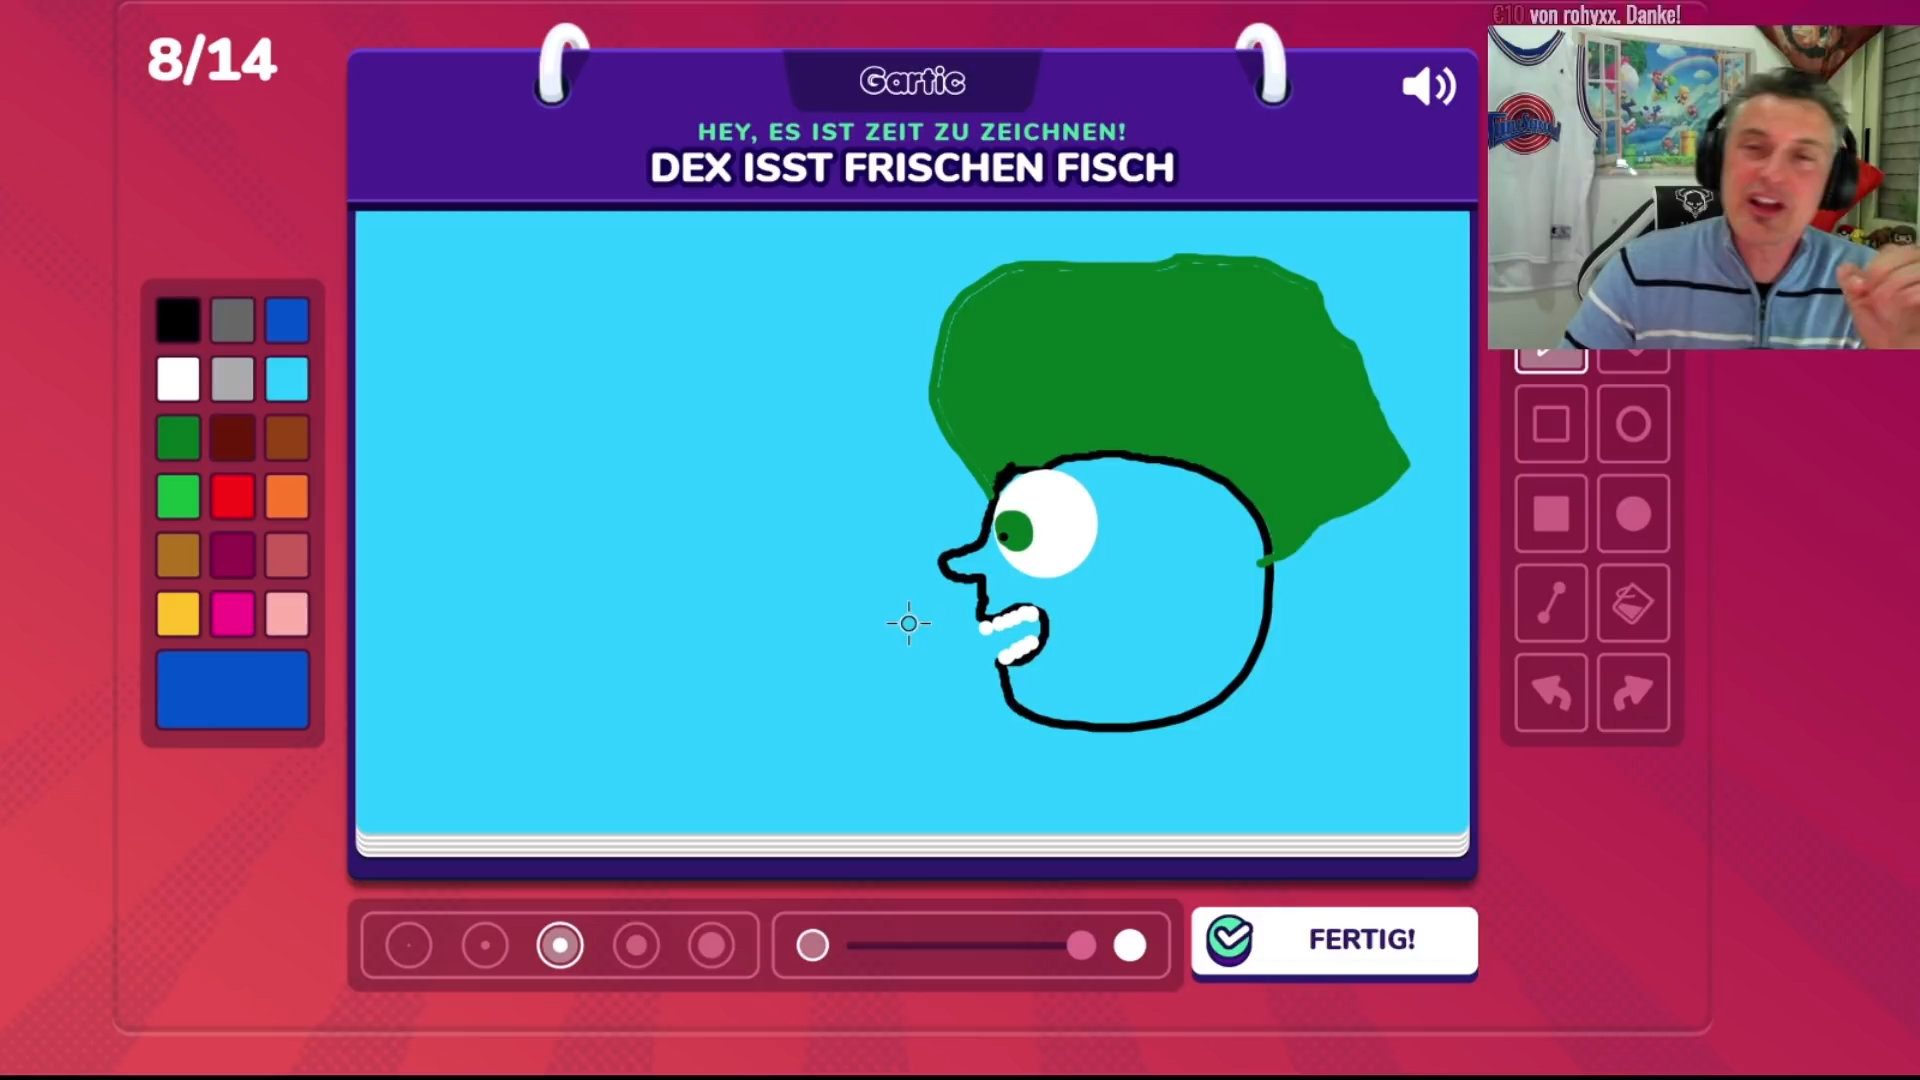 €10 von rohyxx. Danke!
8/14
Gartic
HEY, ES IST ZEIT ZU ZEICHNEN!
DEX ISST FRISCHEN FISCH
FERTIG!